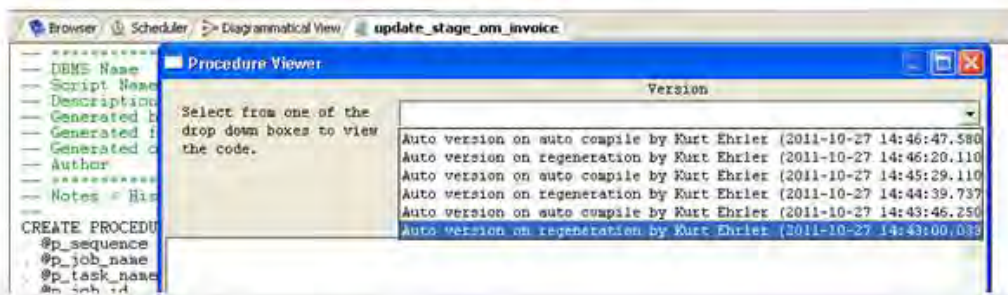 Browser Scheduler Diagrammatical View update_stage_om_invoice
-- DBMS Name
-- Script Name
-- Description
-- Generated b
-- Generated f
-- Generated o
-- Author
-- Notes / His
CREATE PROCEDU
@p_sequence
, @p_job_name
, @p_task_name
, @p_job_id
Procedure Viewer
Version
Select from one of the
drop down boxes to view
the code.
Auto version on auto compile by Kurt Ehrler (2011-10-27 14:46:47.580
Auto version on regeneration by Kurt Ehrler (2011-10-27 14:46:20.110
Auto version on auto compile by Kurt Ehrler (2011-10-27 14:45:29.110
Auto version on regeneration by Kurt Ehrler (2011-10-27 14:44:39.737
Auto version on auto compile by Kurt Ehrler (2011-10-27 14:43:46.250
Auto version on regeneration by Kurt Ehrler (2011-10-27 14:43:00.033